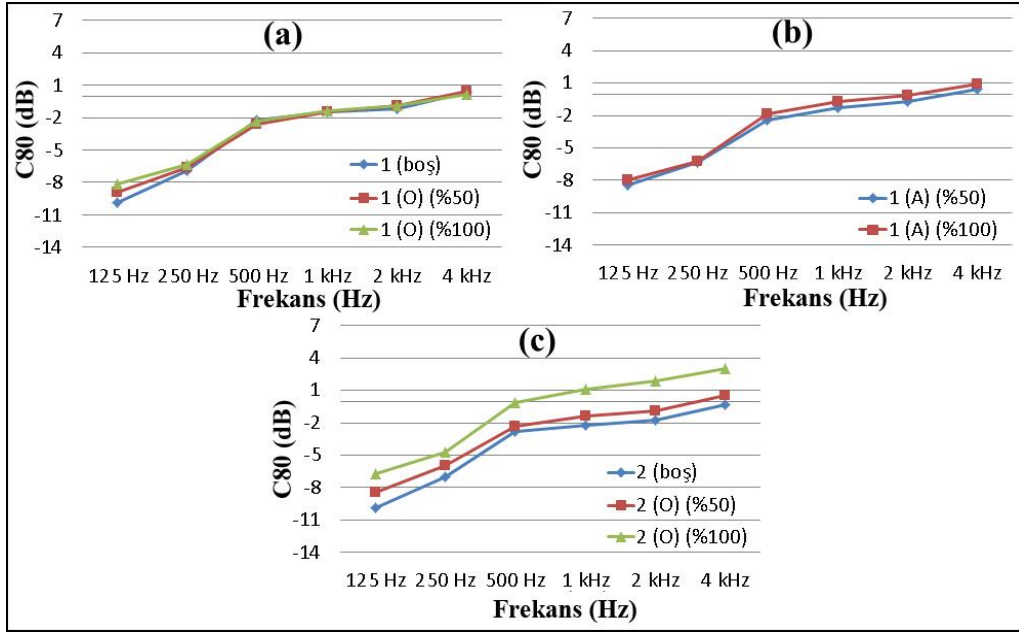 (a)
C80 (dB)
7
4
1
-2
-5
-8
-11
-14
1 (boş)
1 (O) (%50)
1 (O) (%100)
125 Hz 250 Hz 500 Hz 1 kHz 2 kHz 4 kHz
Frekans (Hz)
(b)
C80 (dB)
7
4
1
-2
-5
-8
-11
-14
1 (A) (%50)
1 (A) (%100)
125 Hz 250 Hz 500 Hz 1 kHz 2 kHz 4 kHz
Frekans (Hz)
(c)
C80 (dB)
7
4
1
-2
-5
-8
-11
-14
2 (boş)
2 (O) (%50)
2 (O) (%100)
125 Hz 250 Hz 500 Hz 1 kHz 2 kHz 4 kHz
Frekans (Hz)